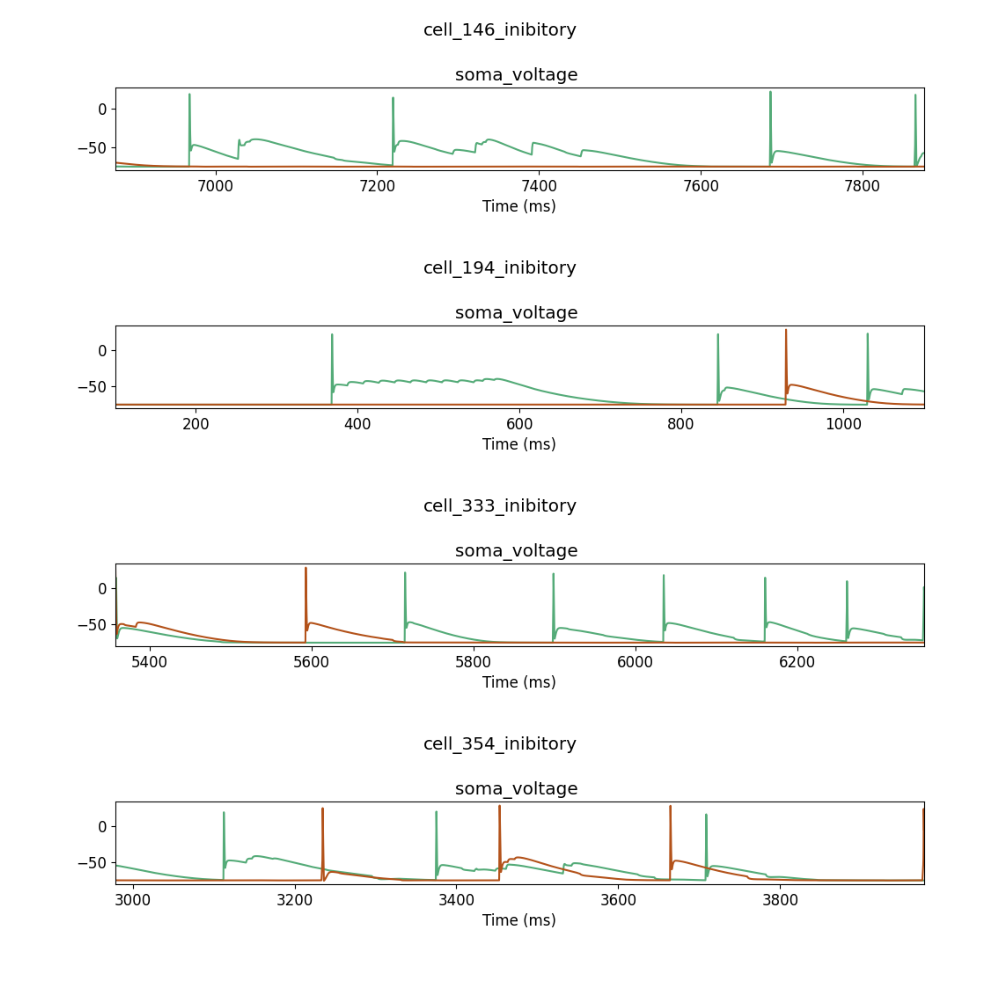 cell_146_inibitory
soma_voltage
0
−50
7000 7200 7400 7600 7800
Time (ms)
cell_194_inibitory
soma_voltage
0
−50
200 400 600 800 1000
Time (ms)
cell_333_inibitory
soma_voltage
0
−50
5400 5600 5800 6000 6200
Time (ms)
cell_354_inibitory
soma_voltage
0
−50
3000 3200 3400 3600 3800
Time (ms)